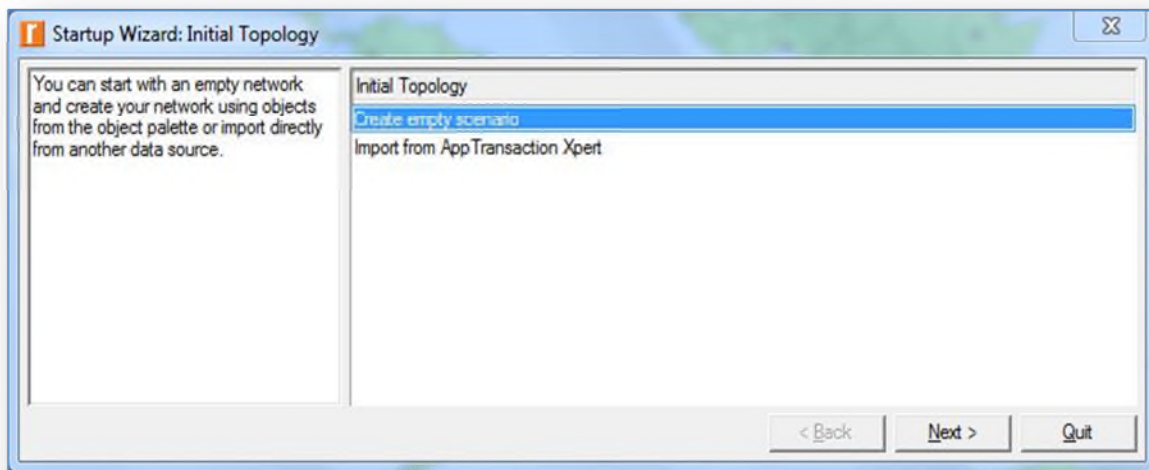 Startup Wizard: Initial Topology
You can start with an empty network
and create your network using objects
from the object palette or import directly
from another data source.
Initial Topology
Create empty scenario
Import from AppTransaction Xpert
< Back
Next >
Quit